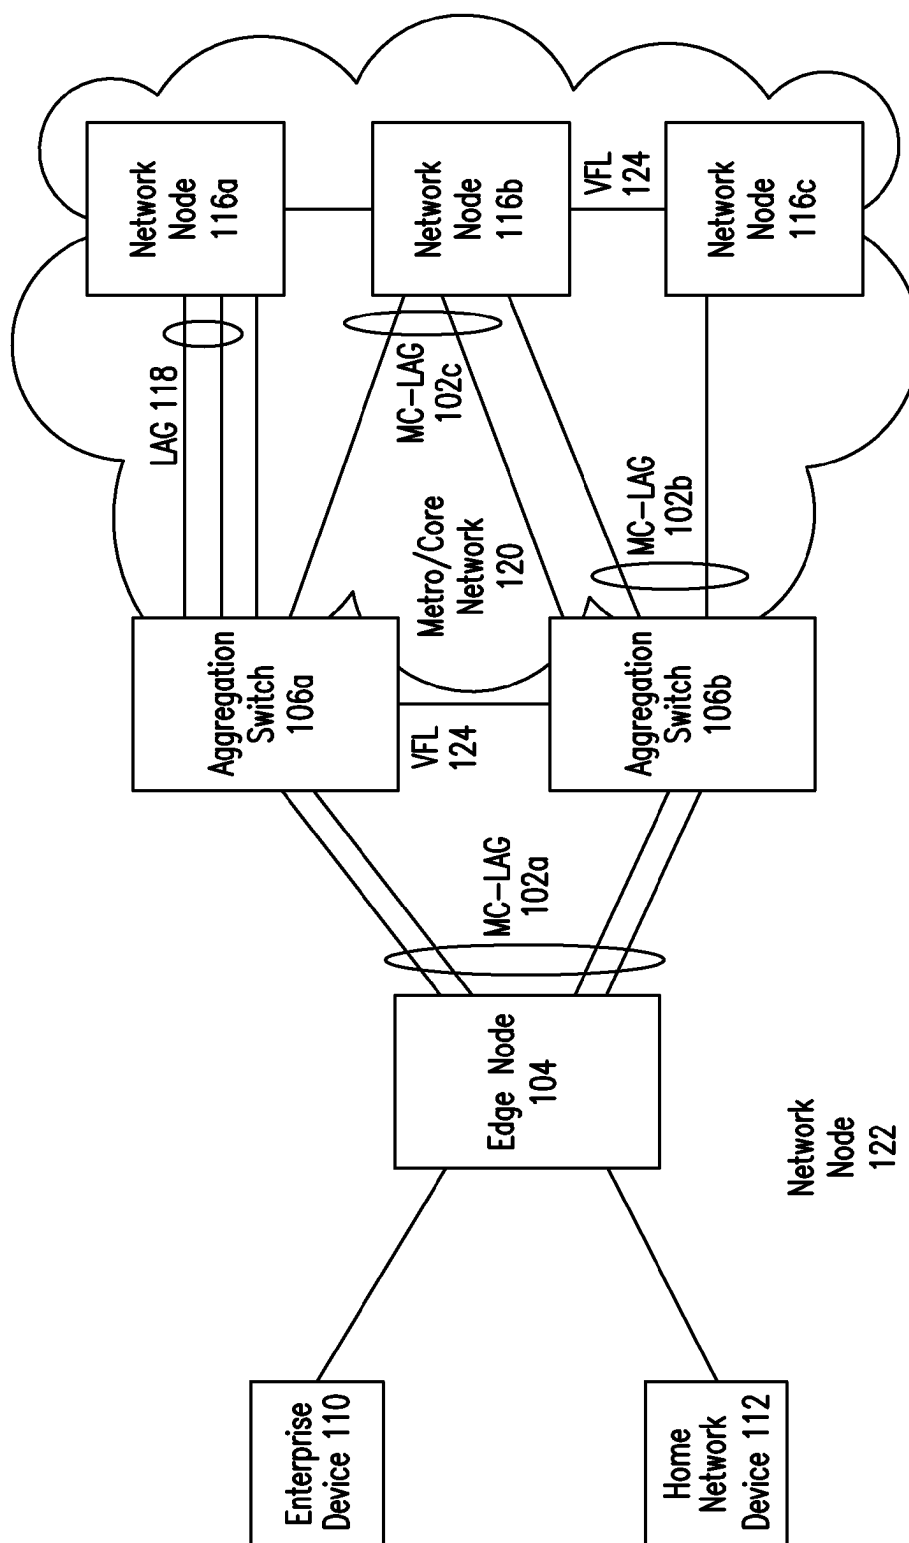 Enterprise
Device 110
Home
Network
Device 112
Edge Node
104
Network
Node
122
MC-LAG
102a
Aggregation
Switch
106a
VFL
124
Aggregation
Switch
106b
Metro/Core
Network
120
LAG 118
MC-LAG
102c
MC-LAG
102b
Network
Node
116a
Network
Node
116b
VFL
124
Network
Node
116c